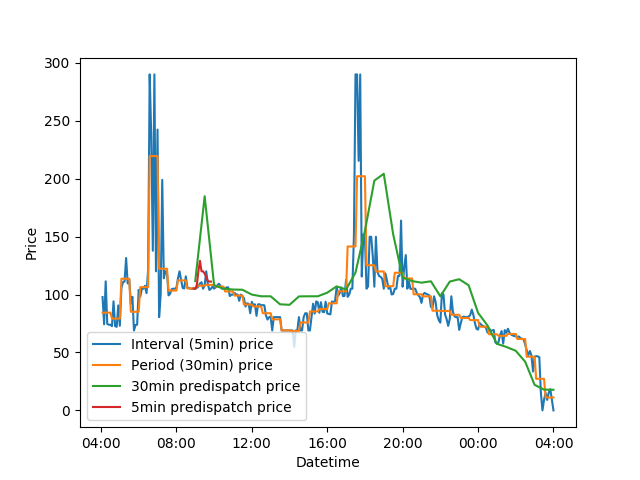 300
250
200
150
100
50
0
Price
Interval (5min) price
Period (30min) price
30min predispatch price
5min predispatch price
04:00 08:00 12:00 16:00 20:00 00:00 04:00
Datetime